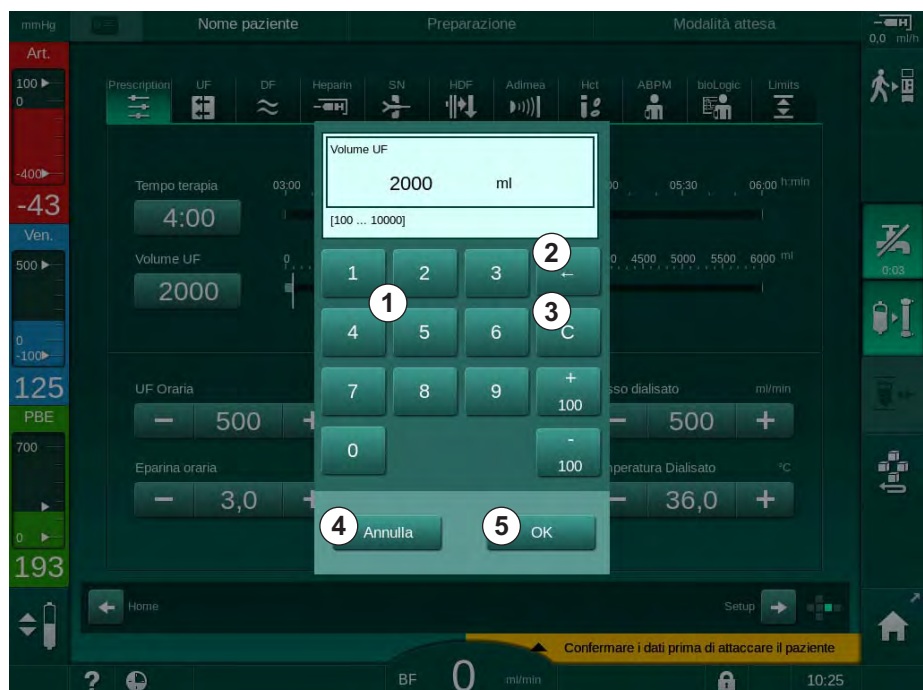 mmHg Nome paziente Preparazione Modalità attesa 0,0 ml/h
Art.
100
0
-400
-43
Ven.
500
0
-100
125
PBE
700
0
193
Prescription UF DF Heparin SN HDF Adimea Hct ABPM bioLogic Limits
Tempo terapia 03:00 05:30 06:00 h:min
4:00
Volume UF 0 4500 5000 5500 6000 ml
2000
UF Oraria
− 500 +
Eparina oraria
− 3,0 +
Volume UF
2000 ml
[100 ... 10000]
1 2 3 ←
4 5 6 C
7 8 9 + 100
0 - 100
Annulla OK
1
2
3
4
5
sso dialisato ml/min
− 500 +
mperatura Dialisato °C
− 36,0 +
0:03
Home Setup
Confermare i dati prima di attaccare il paziente
? BF 0 ml/min 10:25